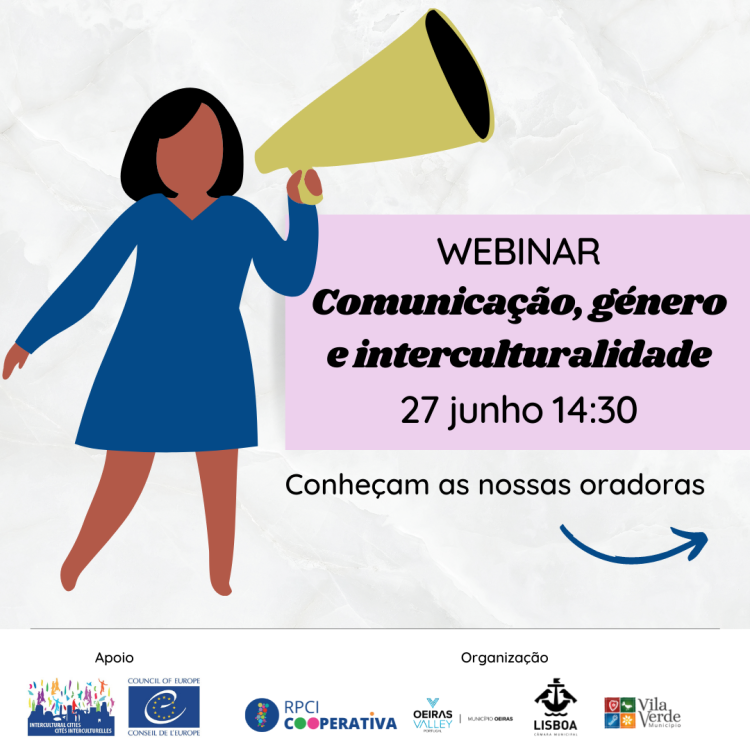 WEBINAR
Comunicação, género
e interculturalidade
27 junho 14:30
Conheçam as nossas oradoras
Apoio
Organização
INTERCULTURAL CITIES
CITÉS INTERCULTURELLES
COUNCIL OF EUROPE
CONSEIL DE L'EUROPE
RPCI
COOPERATIVA
OEIRAS
VALLEY
PORTUGAL
MUNICÍPIO OEIRAS
LISBOA
CÂMARA MUNICIPAL
Vila
Verde
Município